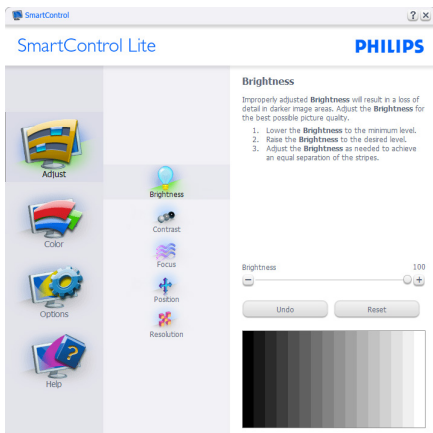 SmartControl
SmartControl Lite
PHILIPS
Adjust
Color
Options
Help
Brightness
Contrast
Focus
Position
Resolution
Brightness
Improperly adjusted Brightness will result in a loss of
detail in darker image areas. Adjust the Brightness for
the best possible picture quality.
1. Lower the Brightness to the minimum level.
2. Raise the Brightness to the desired level.
3. Adjust the Brightness as needed to achieve
an equal separation of the stripes.
Brightness 100
Undo Reset